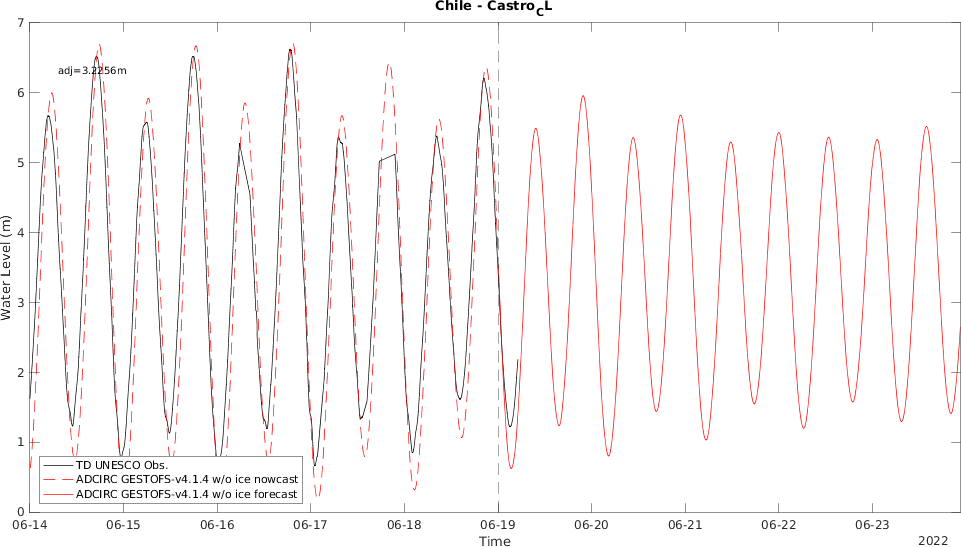 Chile - Castro_CL
7
6
5
4
3
2
1
0
Water Level (m)
adj=3.2256m
TD UNESCO Obs.
ADCIRC GESTOFS-v4.1.4 w/o ice nowcast
ADCIRC GESTOFS-v4.1.4 w/o ice forecast
06-14 06-15 06-16 06-17 06-18 06-19 06-20 06-21 06-22 06-23
Time
2022